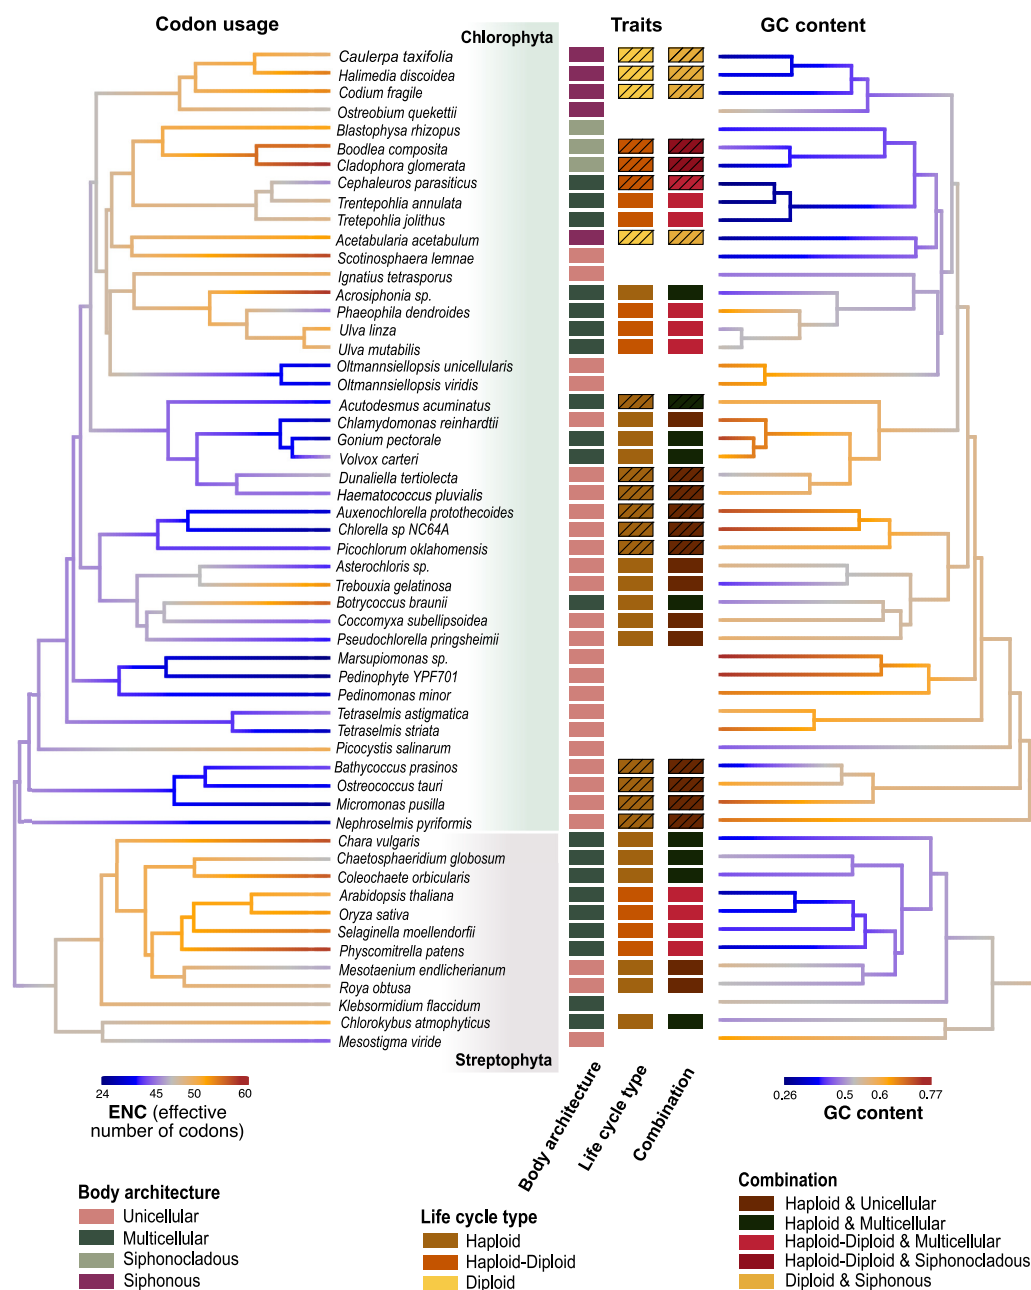 Codon usage
Traits
GC content
Chlorophyta
Caulerpa taxifolia
Halimedia discoidea
Codium fragile
Ostreobium quekettii
Blastophysa rhizopus
Boodlea composita
Cladophora glomerata
Cephaleuros parasiticus
Trentepohlia annulata
Tretepohlia jolithus
Acetabularia acetabulum
Scotinosphaera lemnae
Ignatius tetrasporus
Acrosiphonia sp.
Phaeophila dendroides
Ulva linza
Ulva mutabilis
Oltmannsiellopsis unicellularis
Oltmannsiellopsis viridis
Acutodesmus acuminatus
Chlamydomonas reinhardtii
Gonium pectorale
Volvox carteri
Dunaliella tertiolecta
Haematococcus pluvialis
Auxenochlorella protothecoides
Chlorella sp NC64A
Picochlorum oklahomensis
Asterochloris sp.
Trebouxia gelatinosa
Botrycoccus braunii
Coccomyxa subellipsoidea
Pseudochlorella pringsheimii
Marsupiomonas sp.
Pedinophyte YPF701
Pedinomonas minor
Tetraselmis astigmatica
Tetraselmis striata
Picocystis salinarum
Bathycoccus prasinos
Ostreococcus tauri
Micromonas pusilla
Nephroselmis pyriformis
Chara vulgaris
Chaetosphaeridium globosum
Coleochaete orbicularis
Arabidopsis thaliana
Oryza sativa
Selaginella moellendorfii
Physcomitrella patens
Mesotaenium endlicherianum
Roya obtusa
Klebsormidium flaccidum
Chlorokybus atmophyticus
Mesostigma viride
Streptophyta
24 45 50 60
ENC (effective
number of codons)
Body architecture
Life cycle type
Combination
0.26 0.5 0.6 0.77
GC content
Body architecture
Unicellular
Multicellular
Siphonocladous
Siphonous
Life cycle type
Haploid
Haploid-Diploid
Diploid
Combination
Haploid & Unicellular
Haploid & Multicellular
Haploid-Diploid & Multicellular
Haploid-Diploid & Siphonocladous
Diploid & Siphonous